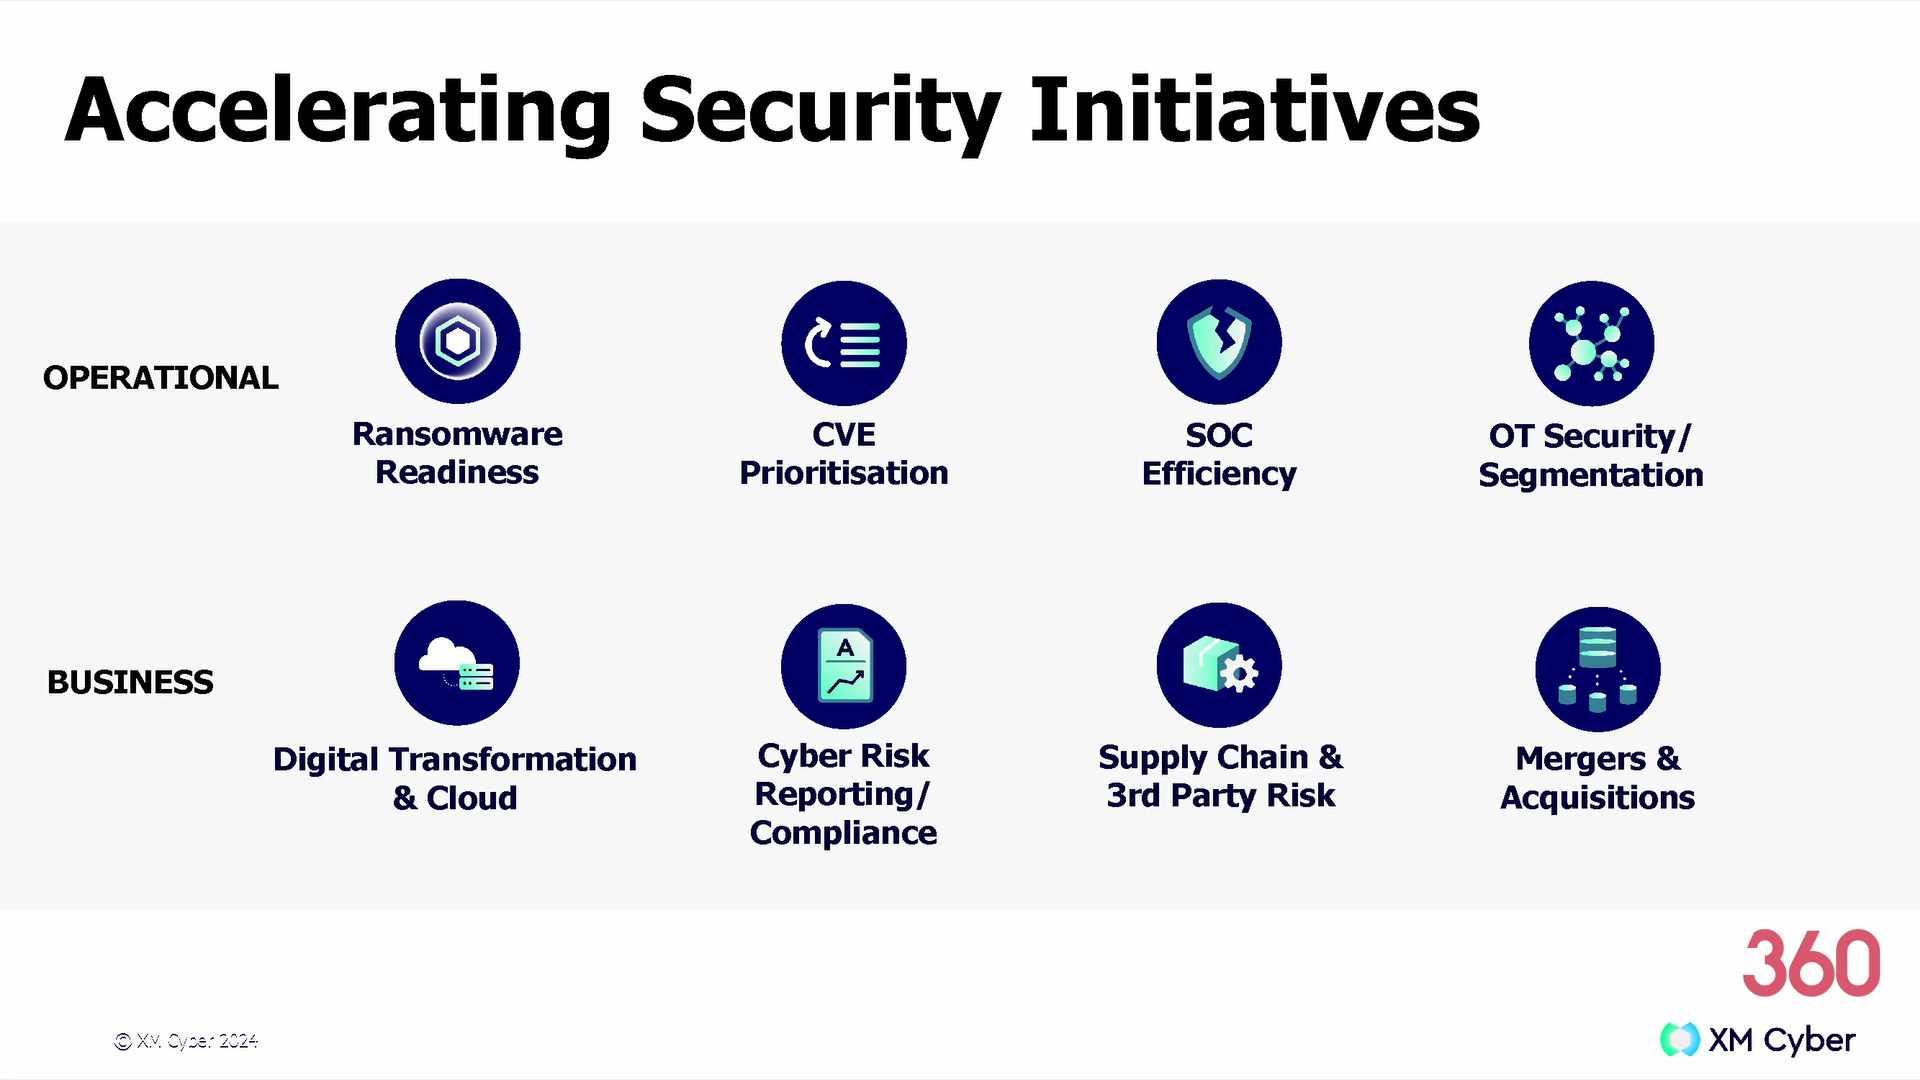 Accelerating Security Initiatives
OPERATIONAL
Ransomware
Readiness
CVE
Prioritisation
SOC
Efficiency
OT Security/
Segmentation
BUSINESS
Digital Transformation
& Cloud
A
Cyber Risk
Reporting/
Compliance
Supply Chain &
3rd Party Risk
Mergers &
Acquisitions
360
© XM Cyber 2024
XM Cyber